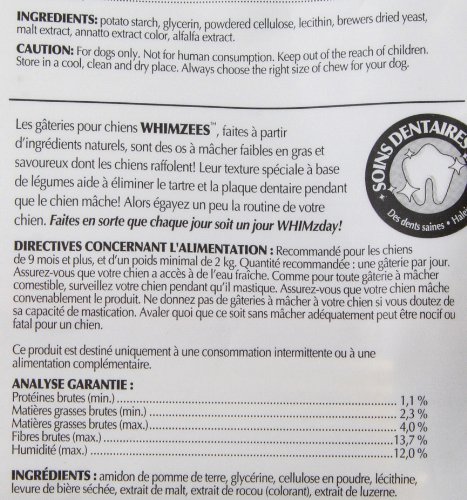 INGREDIENTS: potato starch, glycerin, powdered cellulose, lecithin, brewers dried yeast,
malt extract, annatto extract color, alfalfa extract.
CAUTION: For dogs only. Not for human consumption. Keep out of the reach of children.
Store in a cool, clean and dry place. Always choose the right size of chew for your dog.
Les gâteries pour chiens WHIMZEES™, faites à partir
d'ingrédients naturels, sont des os à mâcher faibles en gras et
savoureux dont les chiens raffolent! Leur texture spéciale à base
de légumes aide à éliminer le tartre et la plaque dentaire pendant
que le chien mâche! Alors égayez un peu la routine de votre
chien. Faites en sorte que chaque jour soit un jour WHIMzday!
SOINS DENTAIRES
Des dents saines • Hal
DIRECTIVES CONCERNANT L'ALIMENTATION : Recommandé pour les chiens
de 9 mois et plus, et d'un poids minimal de 2 kg. Quantité recommandée : une gâterie par jour.
Assurez-vous que votre chien a accès à de l'eau fraîche. Comme pour toute gâterie à mâcher
comestible, surveillez votre chien pendant qu'il mastique. Assurez-vous que votre chien mâche
convenablement le produit. Ne donnez pas de gâteries à mâcher à votre chien si vous doutez de
sa capacité de mastication. Avaler quoi que ce soit sans mâcher adéquatement peut être nocif ou
fatal pour un chien.
Ce produit est destiné uniquement à une consommation intermittente ou à une
alimentation complémentaire.
ANALYSE GARANTIE :
Protéines brutes (min.) 1,1 %
Matières grasses brutes (min.) 2,3 %
Matières grasses brutes (max.) 4,0 %
Fibres brutes (max.) 13,7 %
Humidité (max.) 12,0 %
INGRÉDIENTS : amidon de pomme de terre, glycérine, cellulose en poudre, lécithine,
levure de bière séchée, extrait de malt, extrait de rocou (colorant), extrait de luzerne.